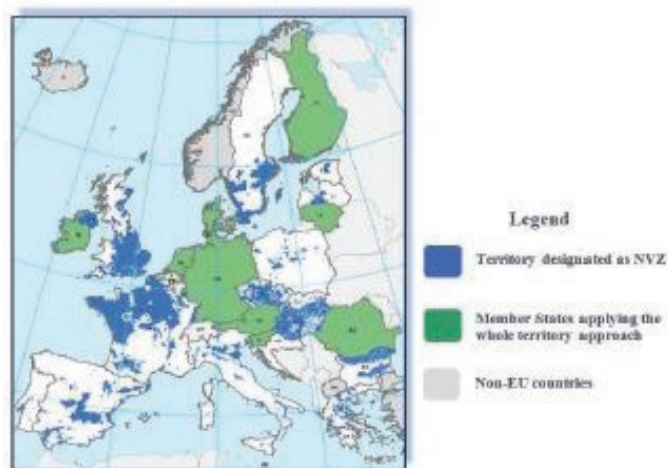 Legend
Territory designated as NVZ
Member States applying the
whole territory approach
Non-EU countries